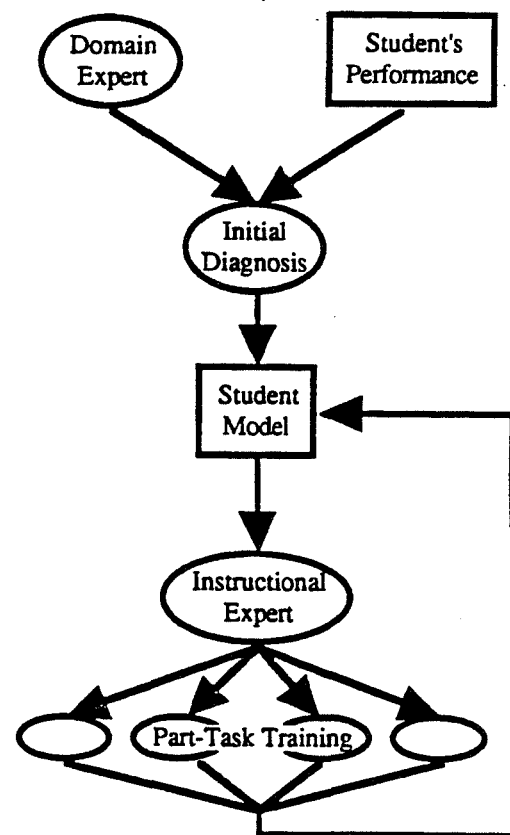 Domain
Expert
Student's
Performance
Initial
Diagnosis
Student
Model
Instructional
Expert
Part-Task Training